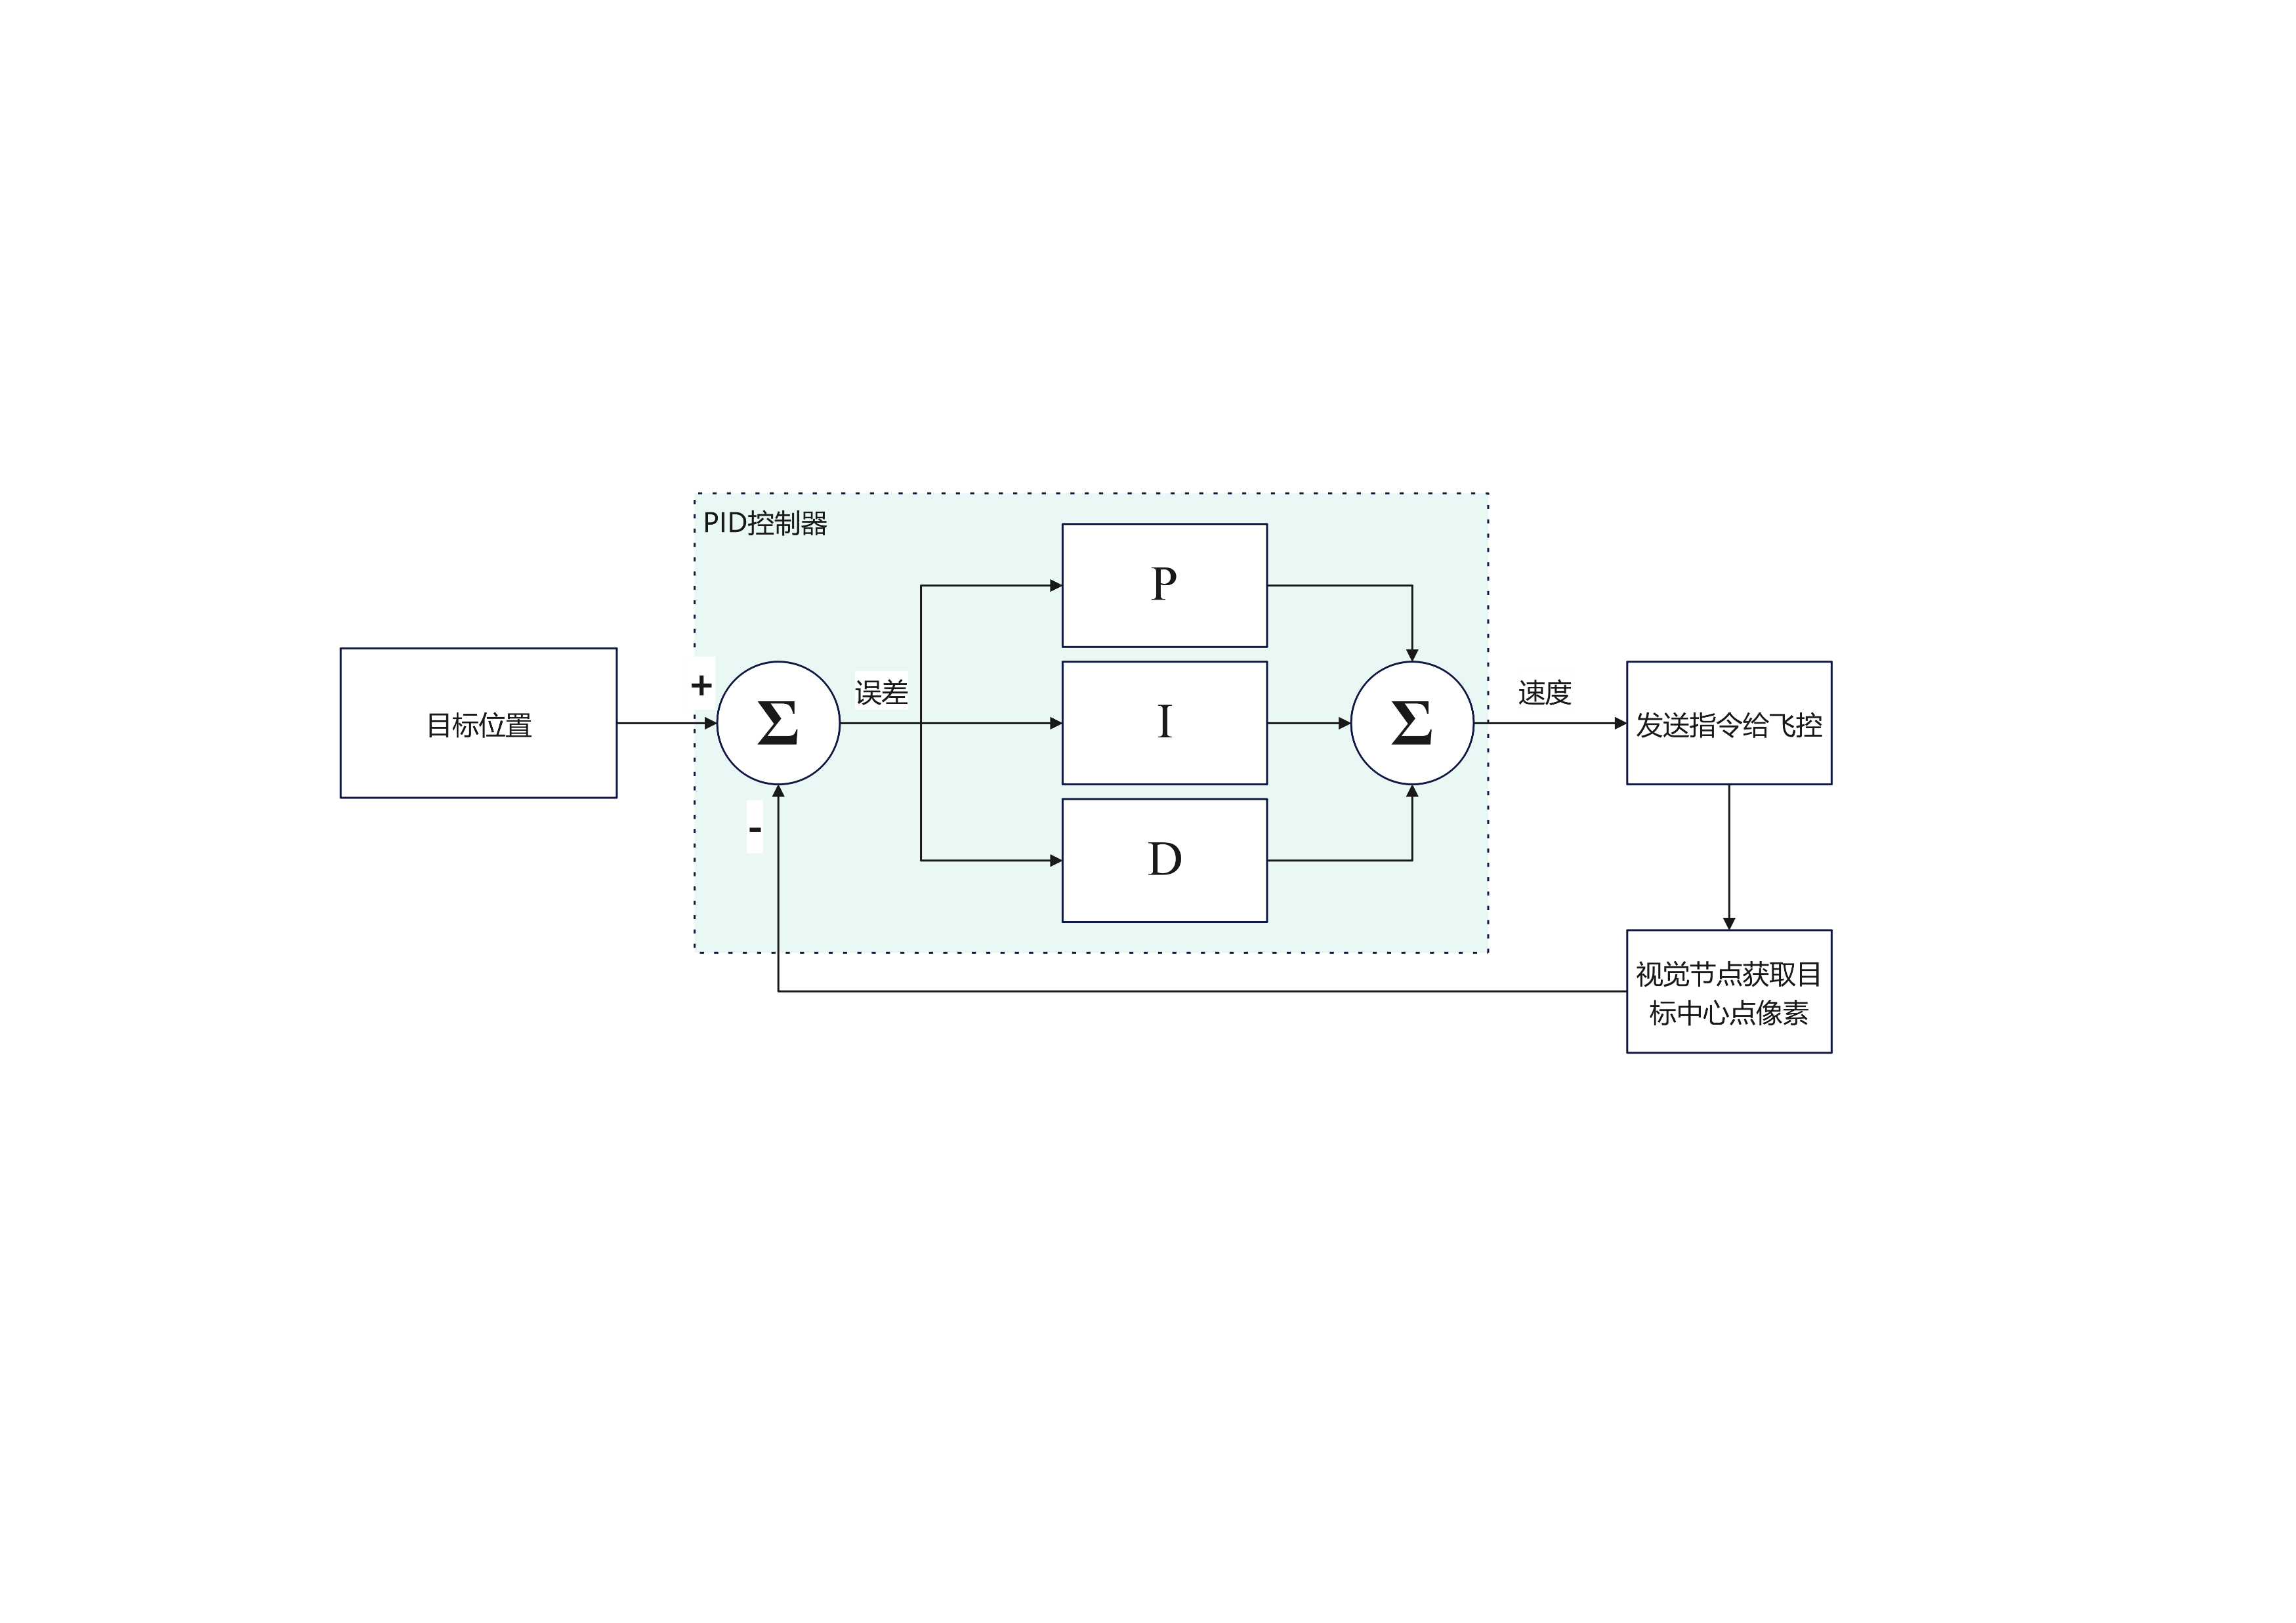 PID控制器
P
+
误差
速度
目标位置
Σ
I
Σ
发送指令给飞控
-
D
视觉节点获取目
标中心点像素